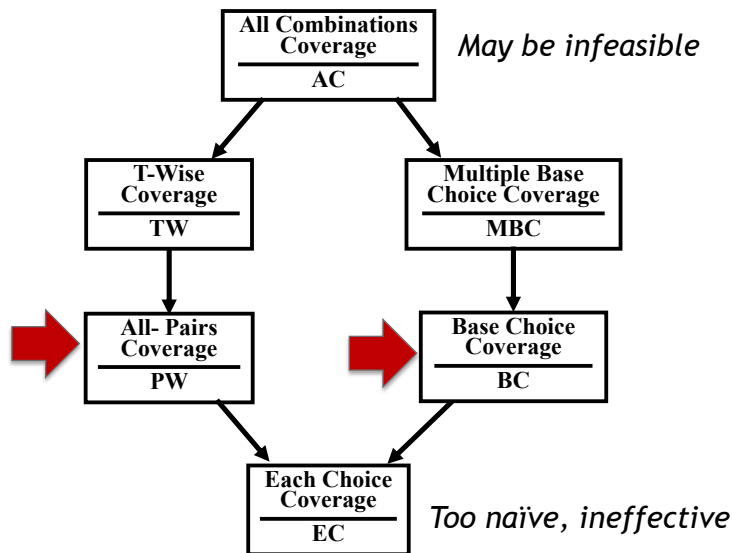 All Combinations
Coverage
AC
May be infeasible
T-Wise
Coverage
TW
Multiple Base
Choice Coverage
MBC
All- Pairs
Coverage
PW
Base Choice
Coverage
BC
Each Choice
Coverage
EC
Too naïve, ineffective